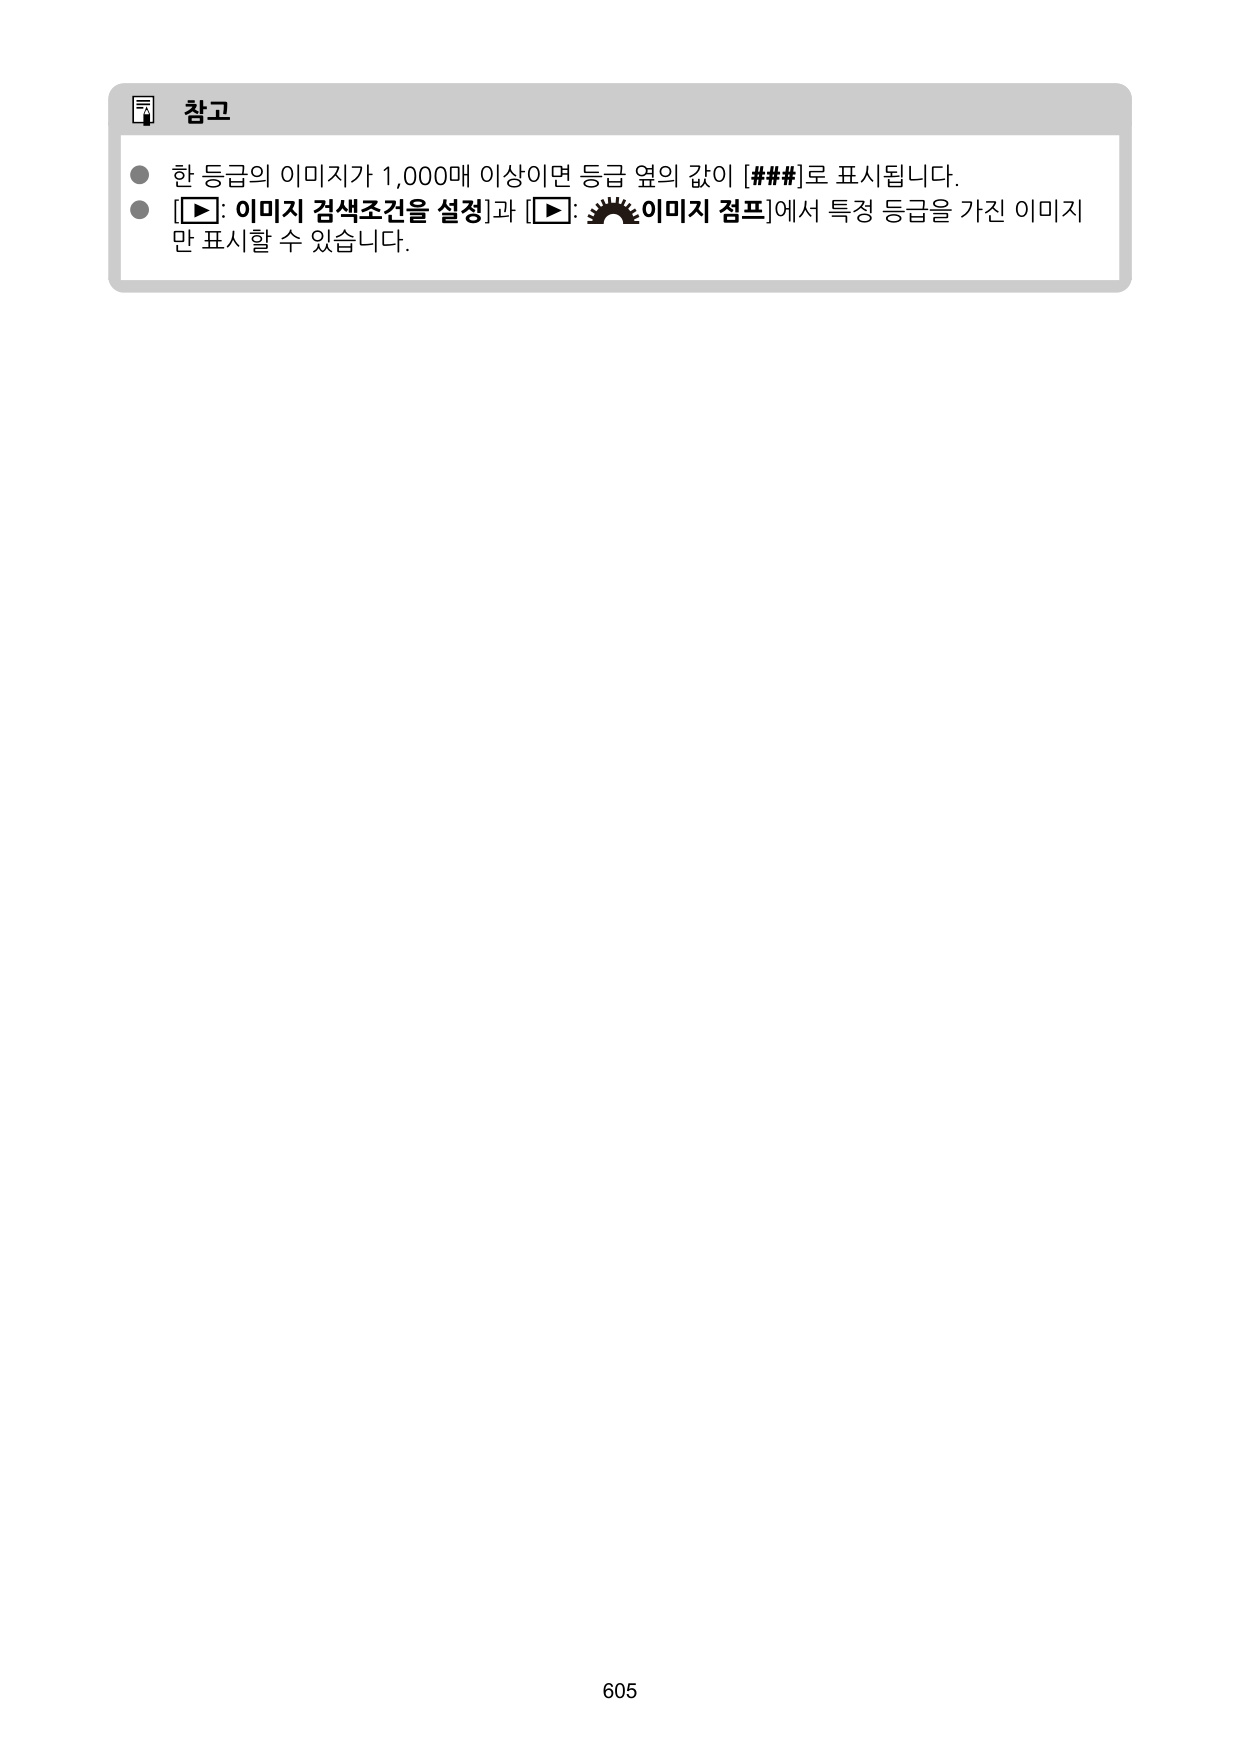 참고
● 한 등급의 이미지가 1,000매 이상이면 등급 옆의 값이 [###]로 표시됩니다.
● [▶: 이미지 검색조건을 설정]과 [▶: 이미지 점프]에서 특정 등급을 가진 이미지
만 표시할 수 있습니다.
605